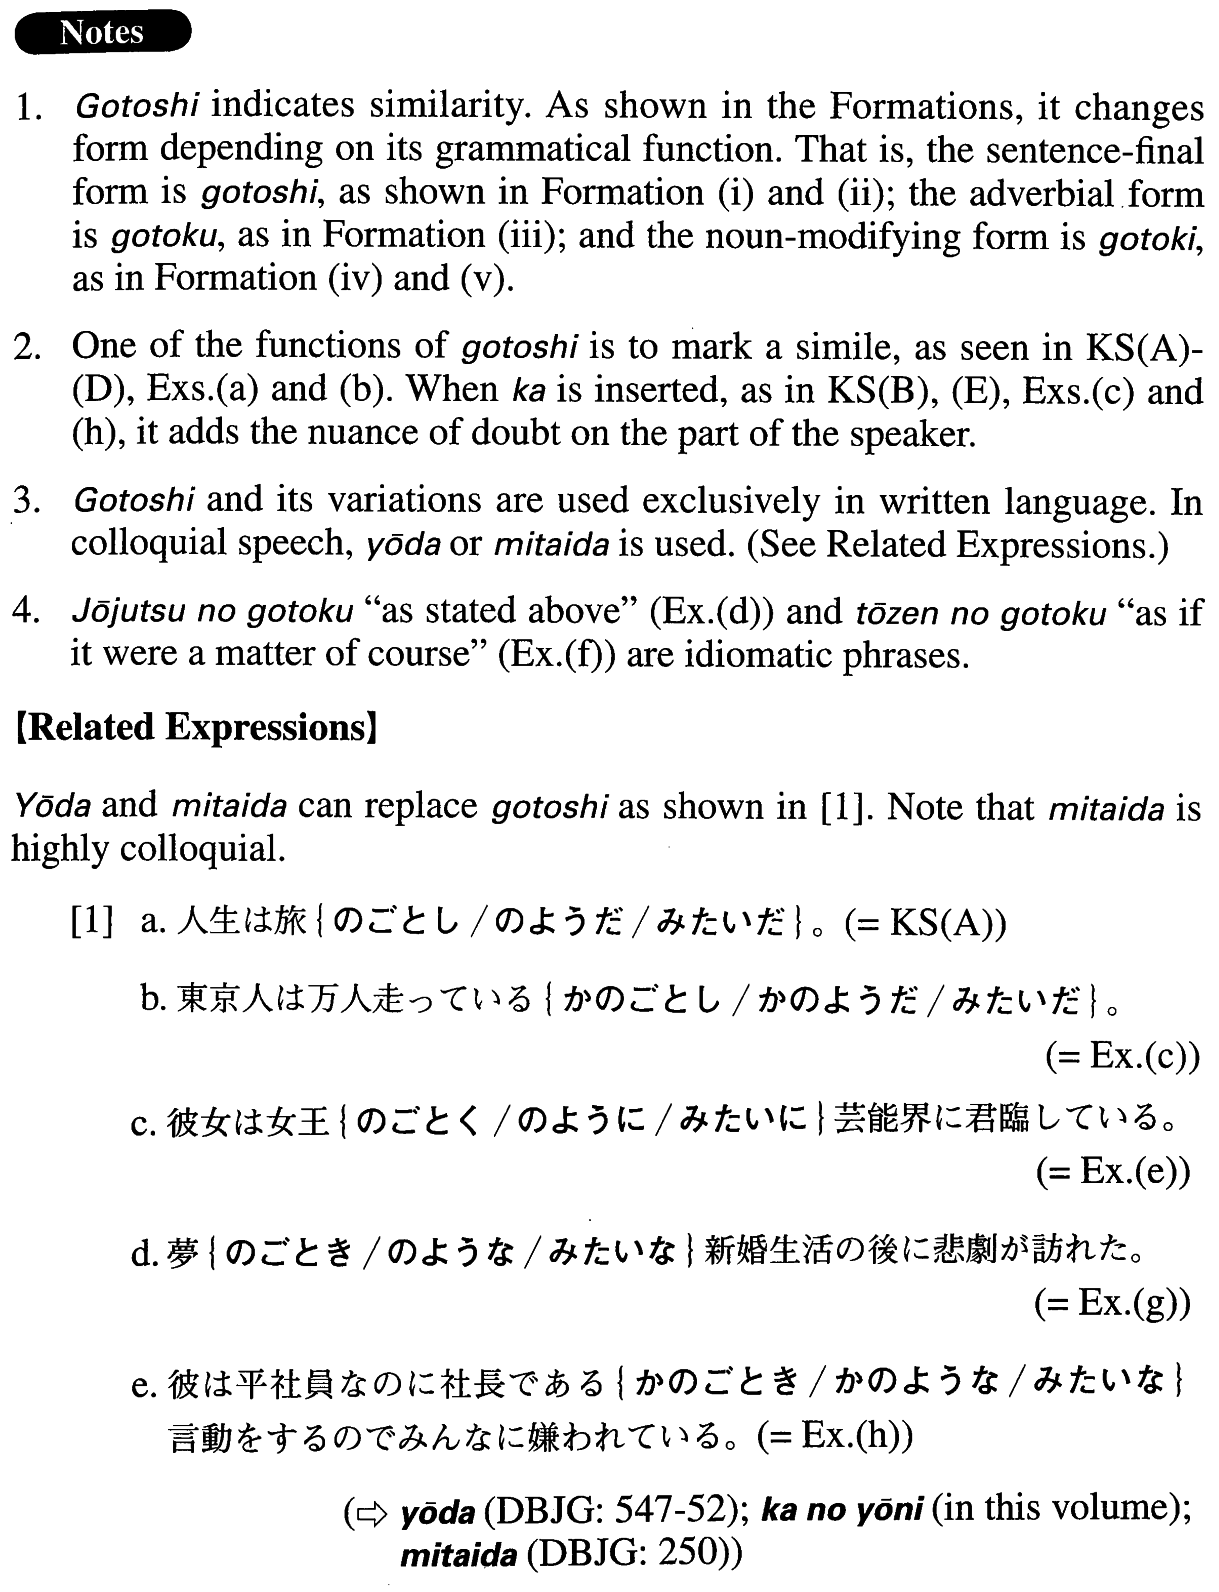 Notes
1. Gotoshi indicates similarity. As shown in the Formations, it changes
form depending on its grammatical function. That is, the sentence-final
form is gotoshi, as shown in Formation (i) and (ii); the adverbial form
is gotoku, as in Formation (iii); and the noun-modifying form is gotoki,
as in Formation (iv) and (v).
2. One of the functions of gotoshi is to mark a simile, as seen in KS(A)-
(D), Exs.(a) and (b). When ka is inserted, as in KS(B), (E), Exs.(c) and
(h), it adds the nuance of doubt on the part of the speaker.
3. Gotoshi and its variations are used exclusively in written language. In
colloquial speech, yōda or mitaida is used. (See Related Expressions.)
4. Jōjutsu no gotoku “as stated above” (Ex.(d)) and tōzen no gotoku “as if
it were a matter of course” (Ex.(f)) are idiomatic phrases.
【Related Expressions】
Yōda and mitaida can replace gotoshi as shown in [1]. Note that mitaida is
highly colloquial.
[1] a. 人生は旅{のごとし/のようだ/みたいだ}。(= KS(A))
b. 東京人は万人走っている{かのごとし/かのようだ/みたいだ}。
(= Ex.(c))
c. 彼女は女王{のごとく/のように/みたいに}芸能界に君臨している。
(= Ex.(e))
d. 夢{のごとき/のような/みたいな}新婚生活の後に悲劇が訪れた。
(= Ex.(g))
e. 彼は平社員なのに社長である{かのごとき/かのような/みたいな}
言動をするのでみんなに嫌われている。(= Ex.(h))
(⇨ yōda (DBJG: 547-52); ka no yōni (in this volume);
mitaida (DBJG: 250))